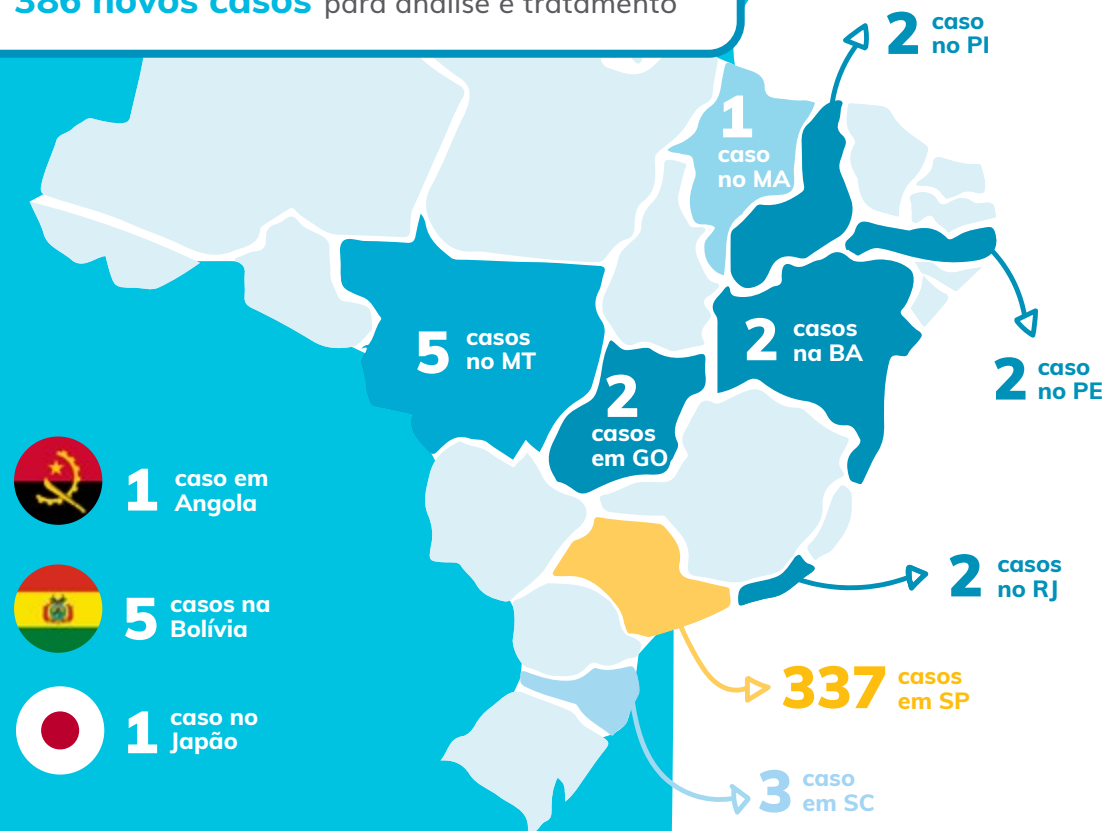 386 novos casos para análise e tratamento
2 caso
no PI
1
caso
no MA
5 casos
no MT
2 casos
na BA
2
casos
em GO
2 caso
no PE
1 caso em
Angola
5 casos na
Bolívia
1 caso no
Japão
2 casos
no RJ
337 casos
em SP
3 caso
em SC